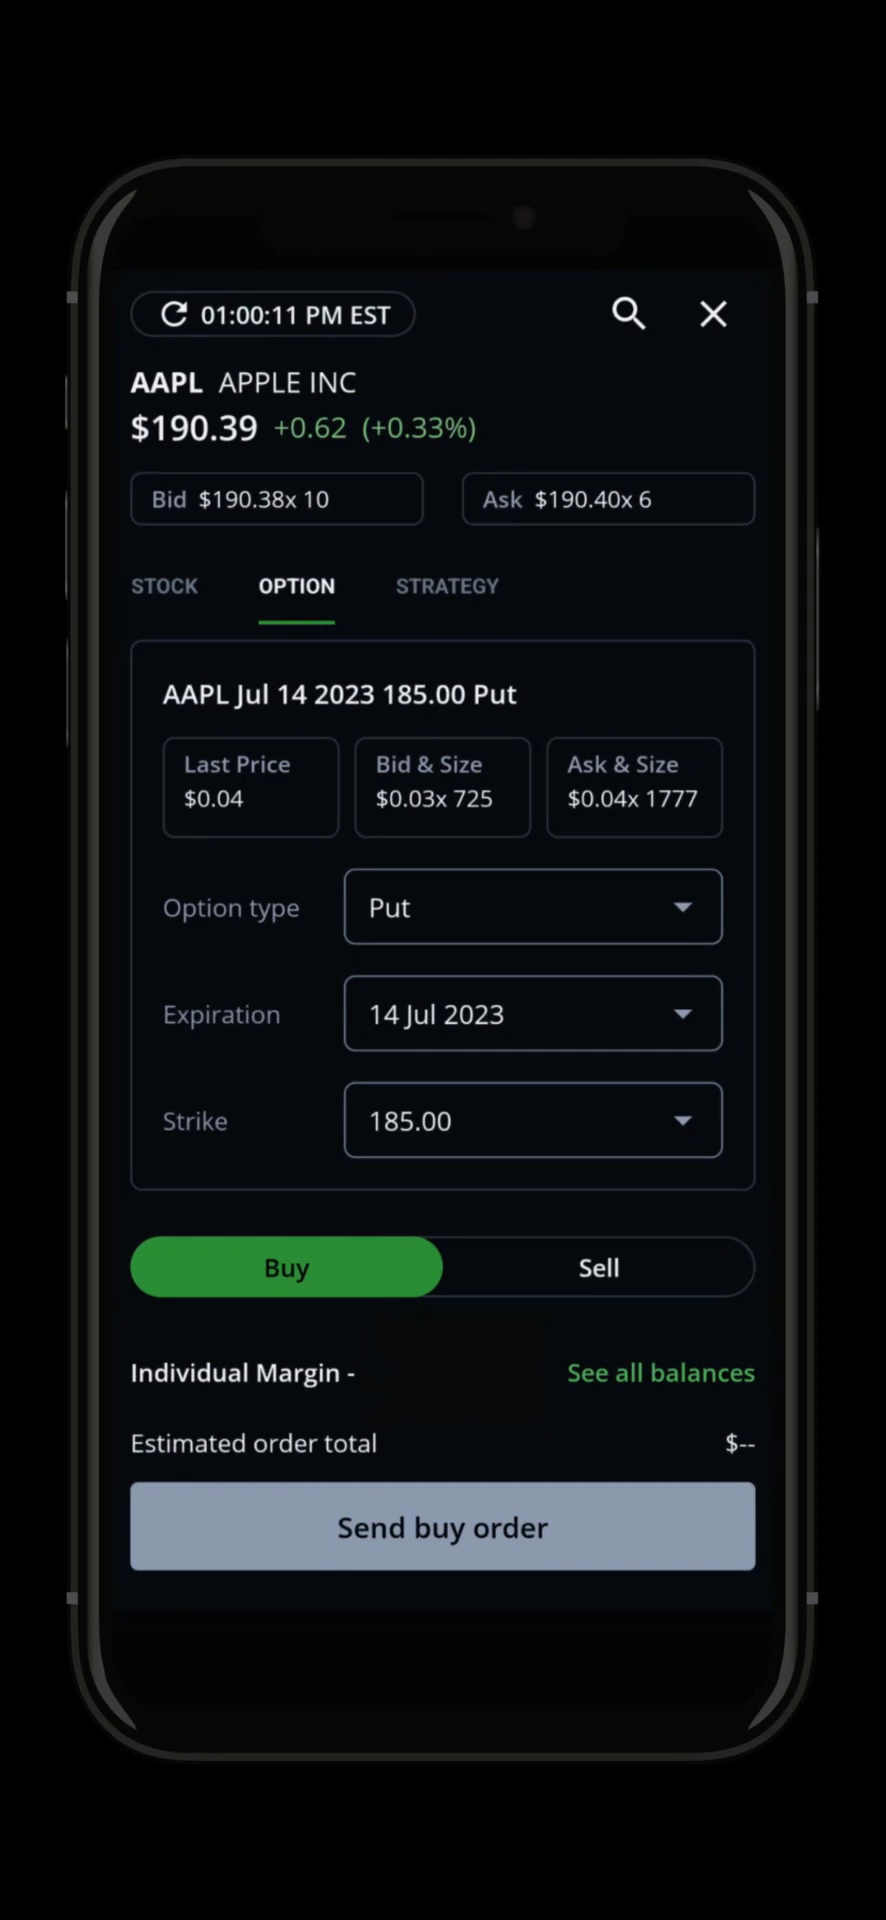 01:00:11 PM EST
AAPL APPLE INC
$190.39 +0.62 (+0.33%)
Bid $190.38x 10 Ask $190.40x 6
STOCK OPTION STRATEGY
AAPL Jul 14 2023 185.00 Put
Last Price Bid & Size Ask & Size
$0.04 $0.03x 725 $0.04x 1777
Option type Put
Expiration 14 Jul 2023
Strike 185.00
Buy Sell
Individual Margin - See all balances
Estimated order total $--
Send buy order